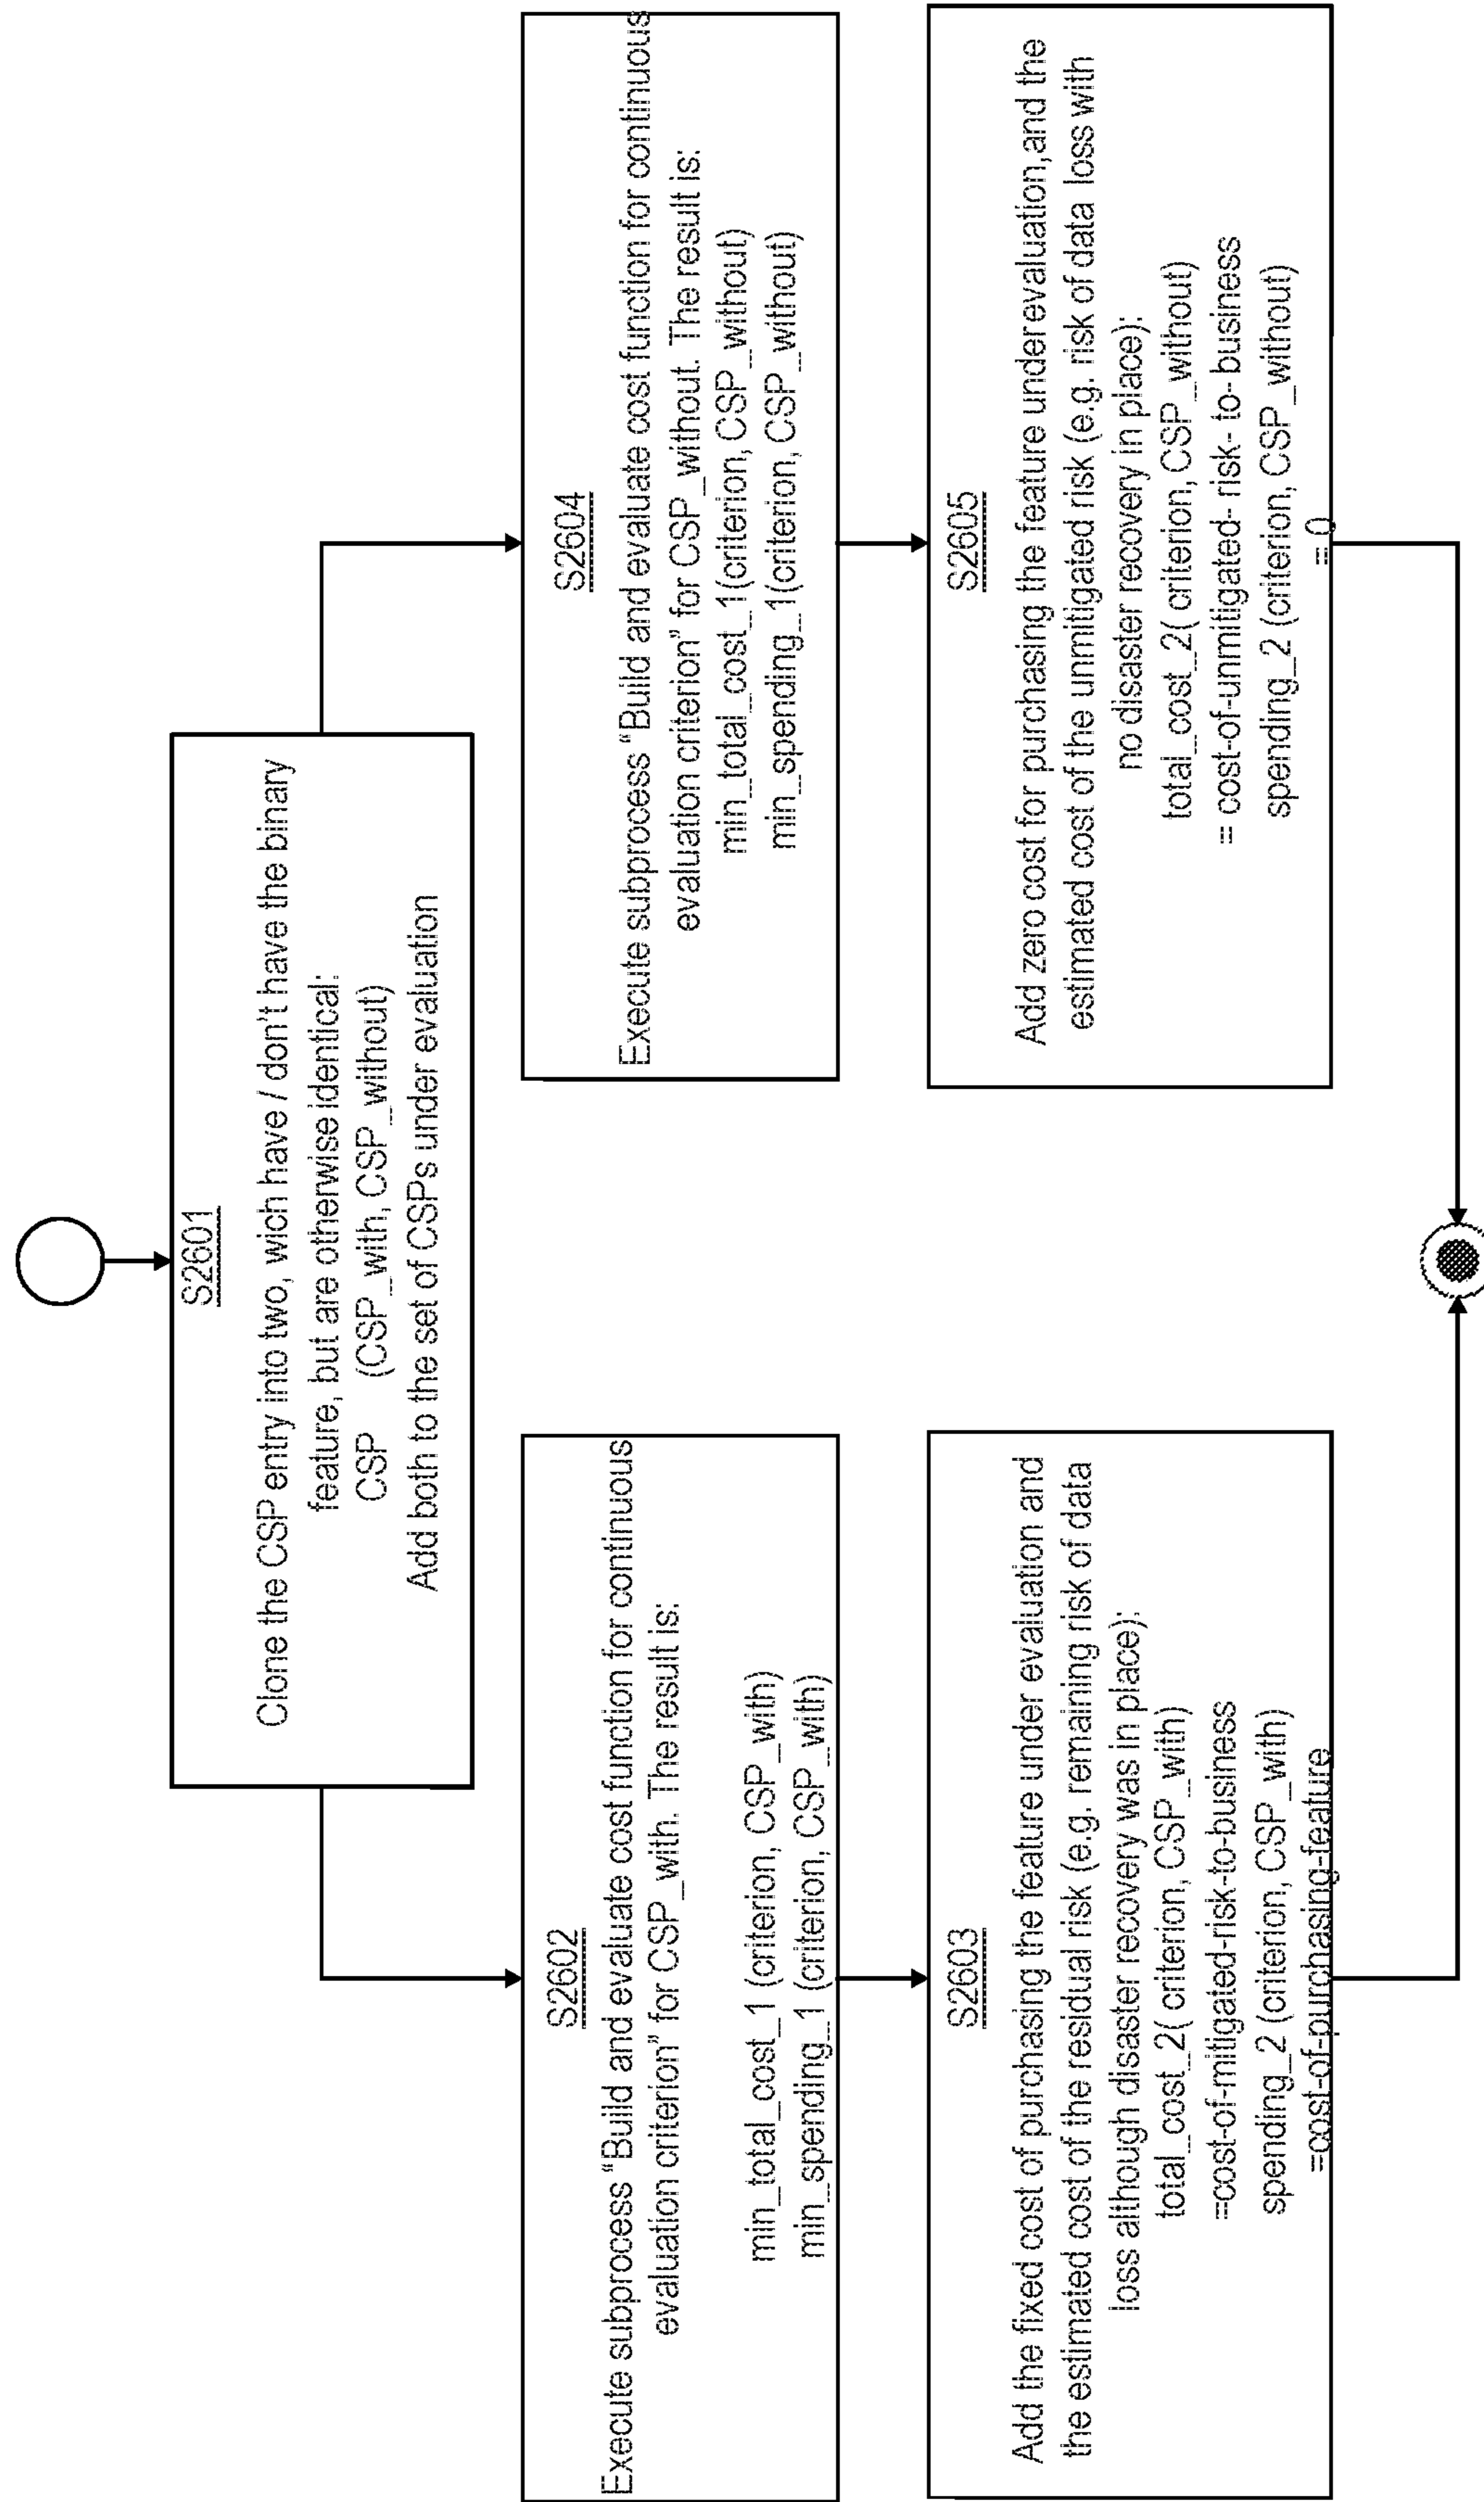 S2601
Clone the CSP entry into two, wich have / don't have the binary
feature, but are otherwise identical:
CSP (CSP_with, CSP_without)
Add both to the set of CSPs under evaluation
S2602
Execute subprocess "Build and evaluate cost function for continuous
evaluation criterion" for CSP_with. The result is:
min_total_cost_1 (criterion, CSP_with)
min_spending_1 (criterion, CSP_with)
S2603
Add the fixed cost of purchasing the feature under evaluation and
the estimated cost of the residual risk (e.g. remaining risk of data
loss although disaster recovery was in place):
total_cost_2( criterion, CSP_with)
=cost-of-mitigated-risk-to-business
spending_2 (criterion, CSP_with)
=cost-of-purchasing-feature
S2604
Execute subprocess "Build and evaluate cost function for continuous
evaluation criterion" for CSP_without. The result is:
min_total_cost_1(criterion, CSP_without)
min_spending_1(criterion, CSP_without)
S2605
Add zero cost for purchasing the feature underevaluation,and the
estimated cost of the unmitigated risk (e.g. risk of data loss with
no disaster recovery in place):
total_cost_2( criterion, CSP_without)
= cost-of-unmitigated- risk- to- business
spending_2 (criterion, CSP_without)
= 0